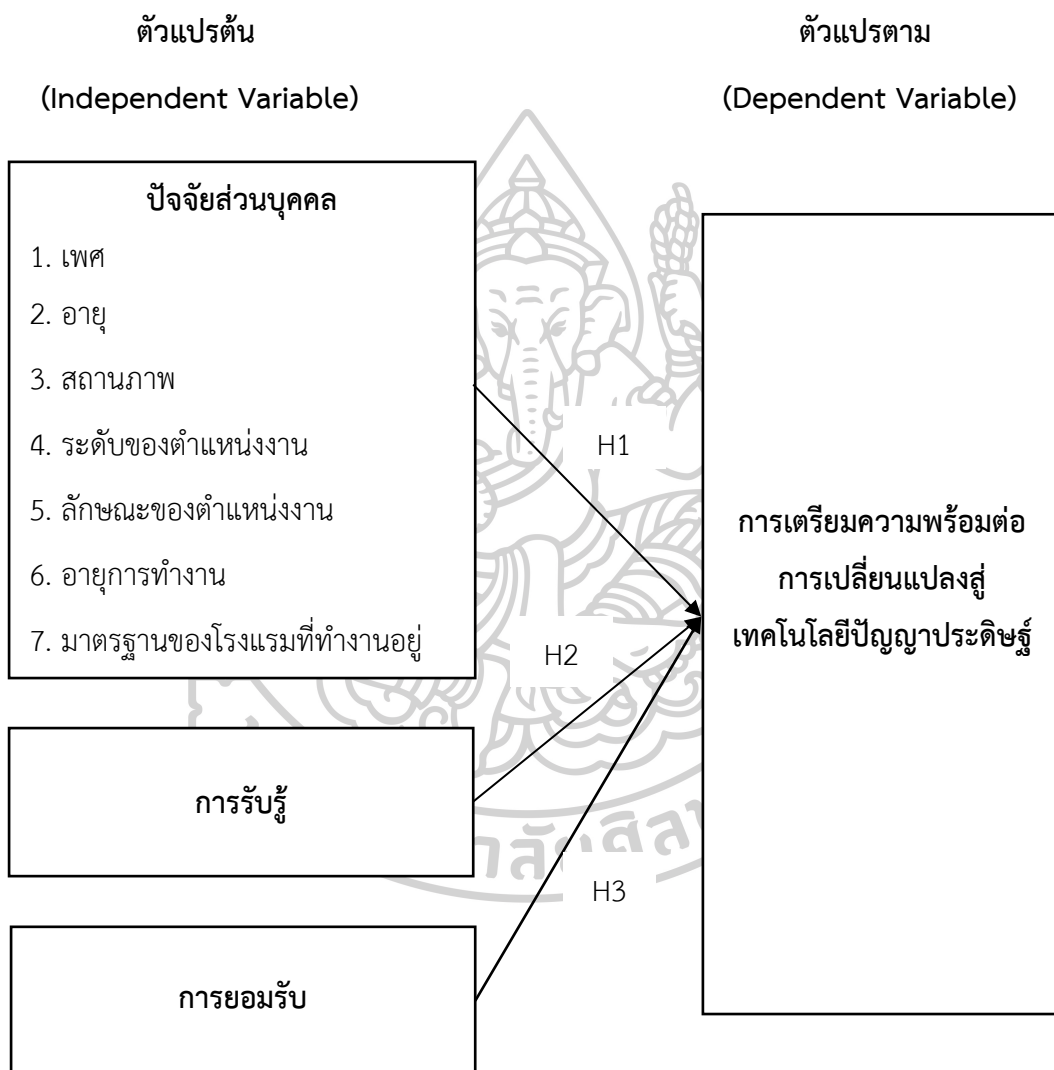 ตัวแปรต้น
(Independent Variable)
ตัวแปรตาม
(Dependent Variable)
ปัจจัยส่วนบุคคล
1. เพศ
2. อายุ
3. สถานภาพ
4. ระดับของตำแหน่งงาน
5. ลักษณะของตำแหน่งงาน
6. อายุการทำงาน
7. มาตรฐานของโรงแรมที่ทำงานอยู่
การรับรู้
การยอมรับ
H1
H2
H3
การเตรียมความพร้อมต่อ
การเปลี่ยนแปลงสู่
เทคโนโลยีปัญญาประดิษฐ์